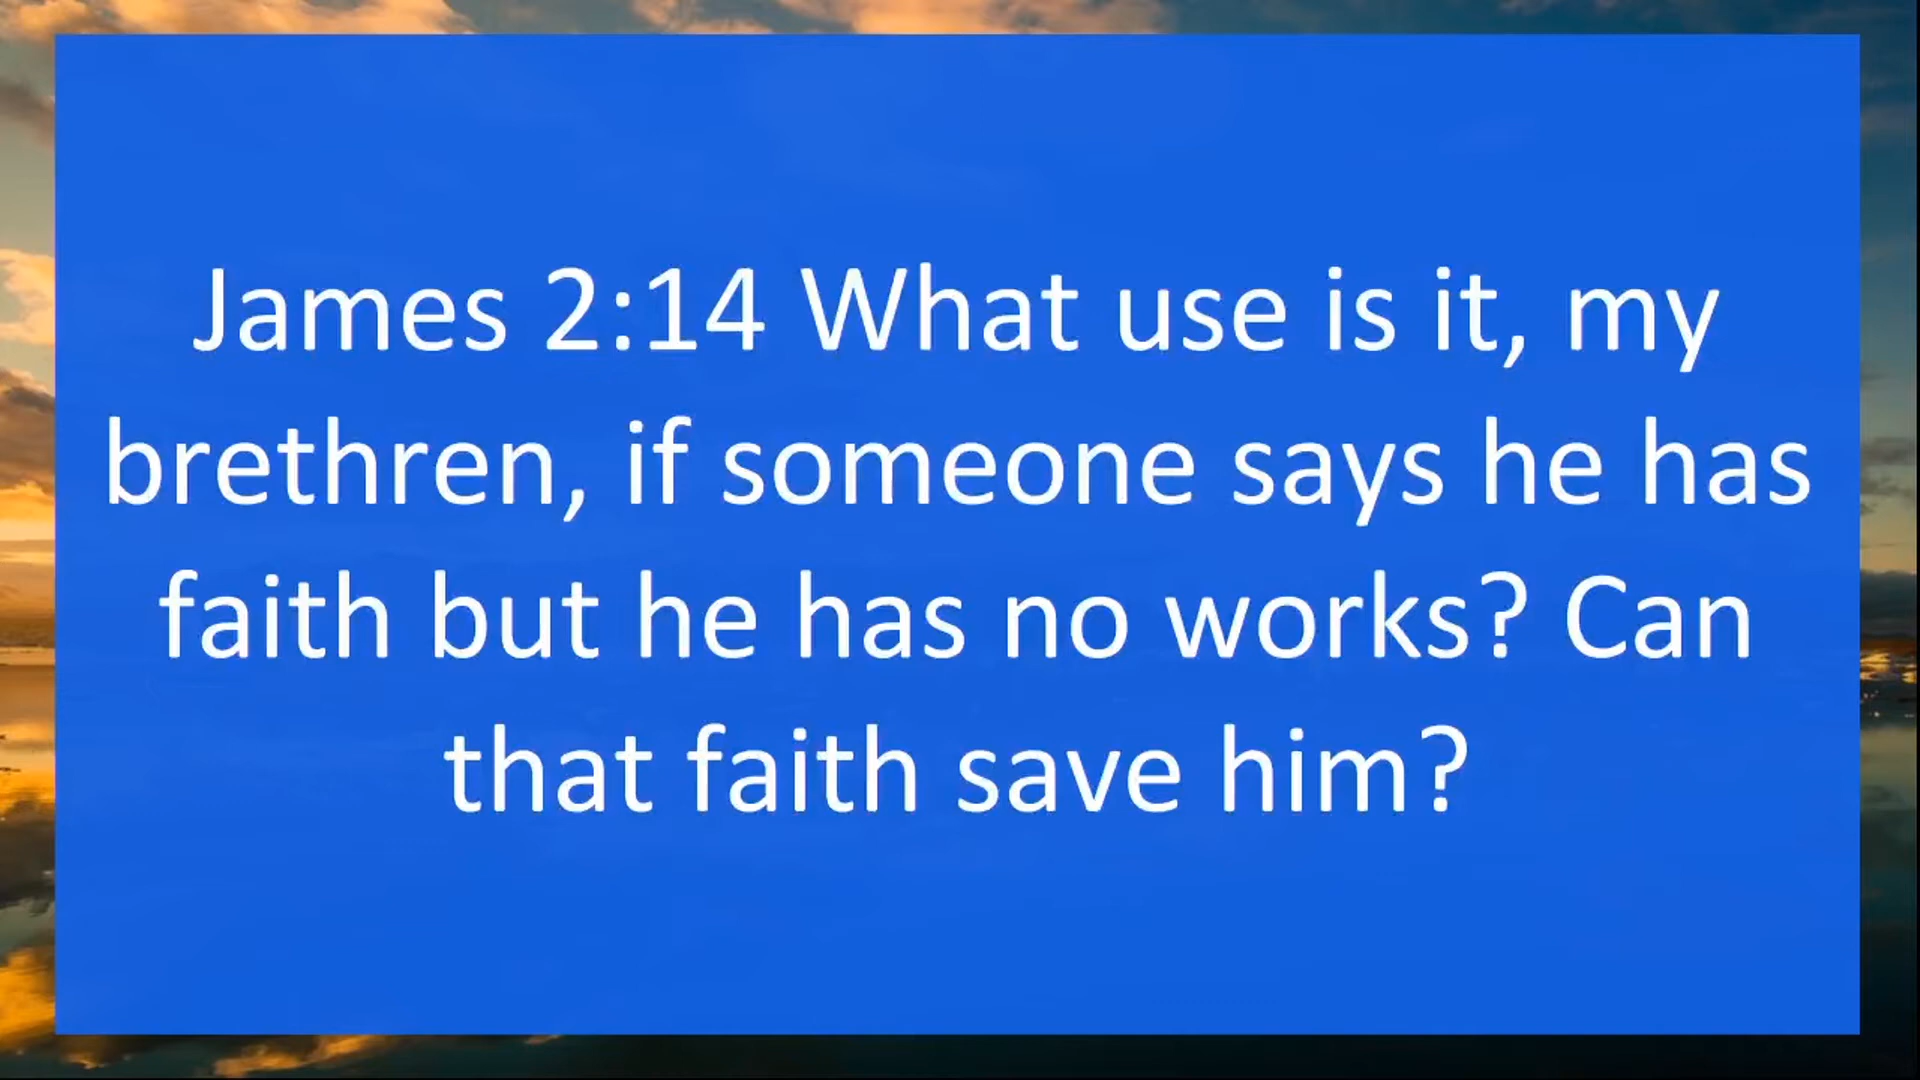 James 2:14 What use is it, my
brethren, if someone says he has
faith but he has no works? Can
that faith save him?